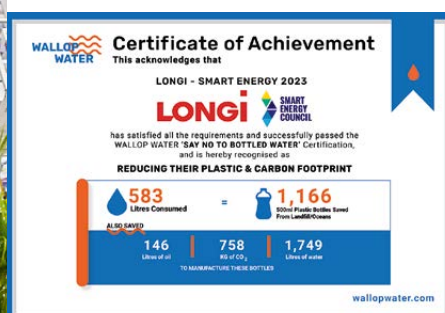 WALLOP
WATER
Certificate of Achievement
This acknowledges that
LONGI - SMART ENERGY 2023
LONGi
SMART
ENERGY
COUNCIL
has satisfied all the requirements and successfully passed the
WALLOP WATER 'SAY NO TO BOTTLED WATER' Certification,
and is hereby recognised as
REDUCING THEIR PLASTIC & CARBON FOOTPRINT
583
Litres Consumed
=
1,166
500ml Plastic Bottles Saved
From Landfill/Oceans
ALSO SAVED
146
Litres of oil
758
KG of CO2
1,749
Litres of water
TO MANUFACTURE THESE BOTTLES
wallopwater.com